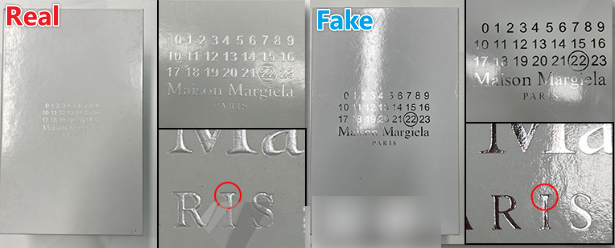 Real
0 1 2 3 4 5 6 7 8 9
10 11 12 13 14 15 16
17 18 19 20 21 22 23
Maison Margiela
PARIS
Ma
RIS
Fake
0 1 2 3 4 5 6 7 8 9
10 11 12 13 14 15 16
17 18 19 20 21 22 23
Maison Margiela
PARIS
0 1 2 3 4 5 6 7 8 9
10 11 12 13 14 15 16
17 18 19 20 21 22 23
Maison Margiela
PARIS
Ma
RIS